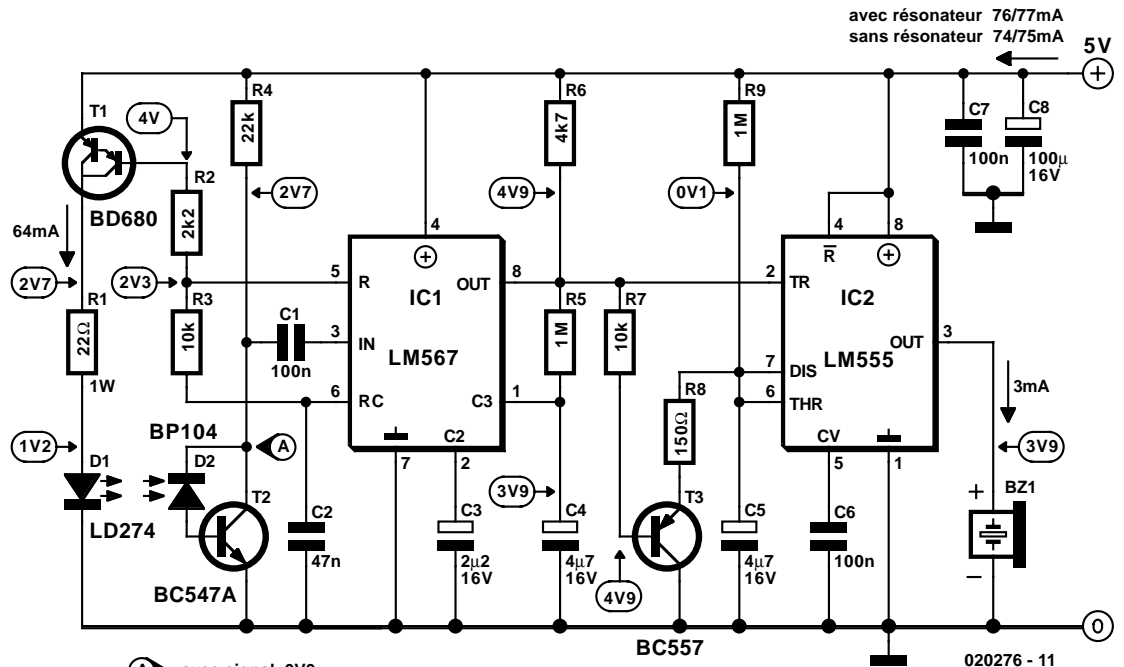 avec résonateur 76/77mA
sans résonateur 74/75mA
5V
+
T1
4V
R4
22k
R6
4k7
R9
1M
C7
100n
C8
100µ
16V
R2
2k2
BD680
2V7
4V9
0V1
64mA
4
4
8
R
2V7
2V3
5
R
IC1
OUT
8
2
TR
IC2
R1
22Ω
1W
R3
10k
C1
100n
3
IN
LM567
R5
1M
R7
10k
OUT
3
LM555
7
DIS
6
THR
3mA
6
RC
C3
1
R8
150Ω
BP104
1V2
D1
D2
A
C2
7
2
CV
5
1
3V9
LD274
T2
C2
47n
C3
2µ2
16V
3V9
C4
4µ7
16V
T3
C5
4µ7
16V
C6
100n
BZ1
+
–
BC547A
4V9
BC557
0
020276 - 11